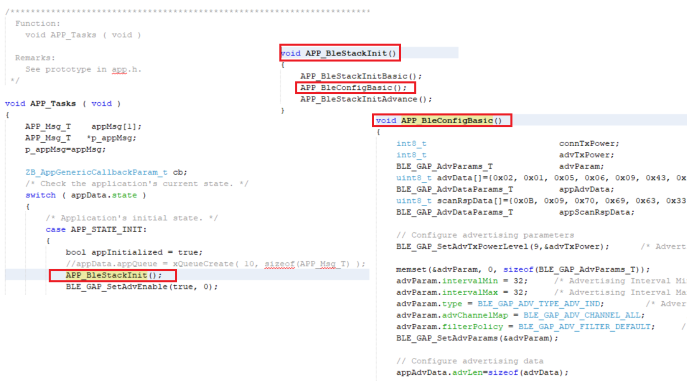 /************************************************************************
Function:
void APP_Tasks ( void )
Remarks:
See prototype in app.h.
*/
void APP_Tasks ( void )
{
APP_Msg_T    appMsg[1];
APP_Msg_T   *p_appMsg;
p_appMsg=appMsg;
ZB_AppGenericCallbackParam_t cb;
/* Check the application's current state. */
switch ( appData.state )
{
/* Application's initial state. */
case APP_STATE_INIT:
{
bool appInitialized = true;
//appData.appQueue = xQueueCreate( 10, sizeof(APP_Msg_T) );
APP_BleStackInit();
BLE_GAP_SetAdvEnable(true, 0);
void APP_BleStackInit()
{
APP_BleStackInitBasic();
APP_BleConfigBasic();
APP_BleStackInitAdvance();
}
void APP_BleConfigBasic()
{
int8_t                          connTxPower;
int8_t                          advTxPower;
BLE_GAP_AdvParams_T             advParam;
uint8_t advData[]={0x02, 0x01, 0x05, 0x06, 0x09, 0x43, 0x
BLE_GAP_AdvDataParams_T         appAdvData;
uint8_t scanRspData[]={0x0B, 0x09, 0x70, 0x69, 0x63, 0x33
BLE_GAP_AdvDataParams_T         appScanRspData;
// Configure advertising parameters
BLE_GAP_SetAdvTxPowerLevel(9,&advTxPower);      /* Advert
memset(&advParam, 0, sizeof(BLE_GAP_AdvParams_T));
advParam.intervalMin = 32;     /* Advertising Interval Mi
advParam.intervalMax = 32;     /* Advertising Interval Ma
advParam.type = BLE_GAP_ADV_TYPE_ADV_IND;        /* Adver
advParam.advChannelMap = BLE_GAP_ADV_CHANNEL_ALL;
advParam.filterPolicy = BLE_GAP_ADV_FILTER_DEFAULT;     /
BLE_GAP_SetAdvParams(&advParam);
// Configure advertising data
appAdvData.advLen=sizeof(advData);